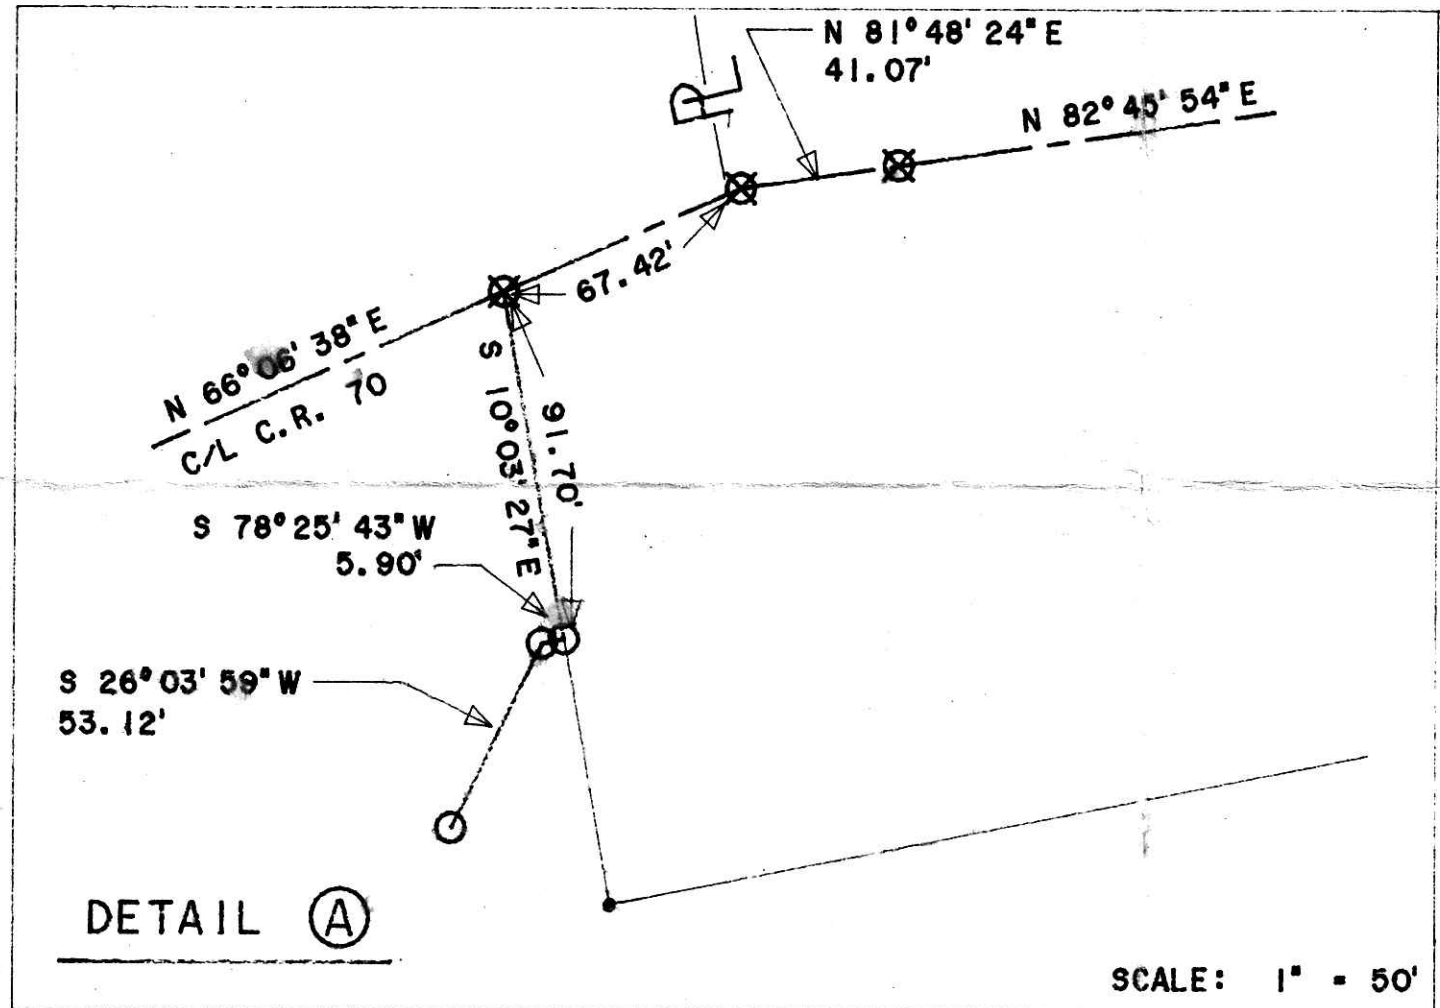 N 81° 48' 24" E
41.07'
PL
N 82° 45' 54" E
67.42'
N 66° 06' 38" E
C/L C.R. 70
S 10° 03' 27" E
91.70'
S 78° 25' 43" W
5.90'
S 26° 03' 59" W
53.12'
DETAIL A
SCALE: 1" = 50'